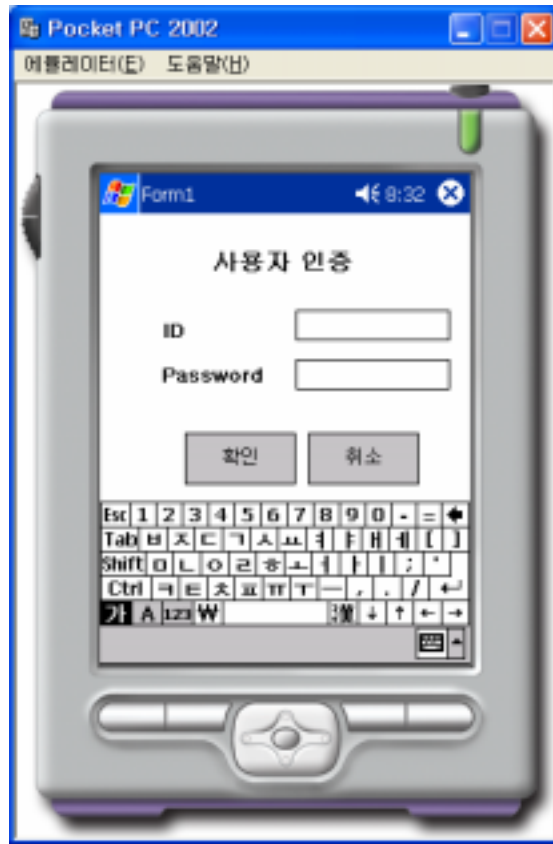 Pocket PC 2002
에뮬레이터(E) 도움말(H)
Form1 8:32
사용자 인증
ID
Password
확인 취소
Esc 1 2 3 4 5 6 7 8 9 0 - =
Tab ㅂ ㅈ ㄷ ㄱ ㅅ ㅛ ㅕ ㅑ ㅐ ㅔ [ ]
Shift ㅁ ㄴ ㅇ ㄹ ㅎ ㅗ ㅓ ㅏ ㅣ ; '
Ctrl ㅋ ㅌ ㅊ ㅍ ㅠ ㅜ ㅡ , . / ↵
가 A 123 ₩ 漢 ↓ ↑ ← →